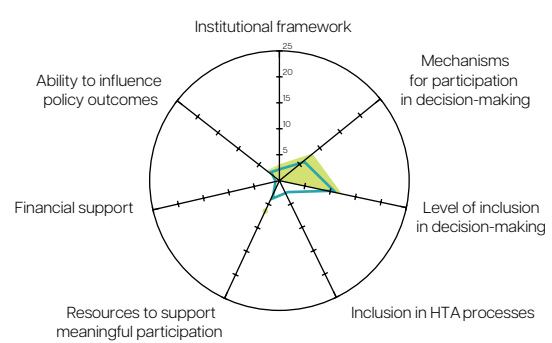 Institutional framework
25
20
15
10
5
Mechanisms
for participation
in decision-making
Level of inclusion
in decision-making
Inclusion in HTA processes
Resources to support
meaningful participation
Financial support
Ability to influence
policy outcomes